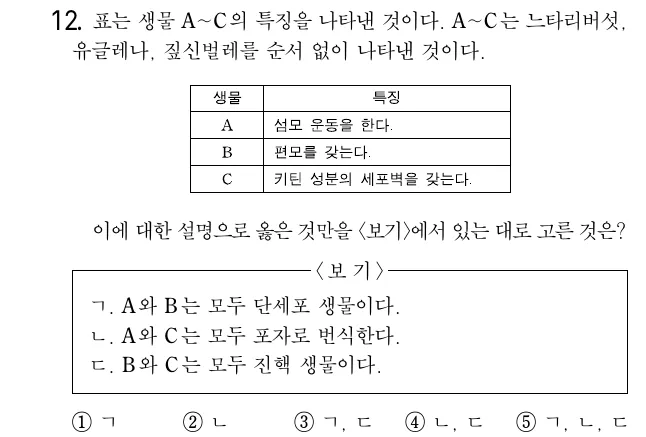 12. 표는 생물 A~C의 특징을 나타낸 것이다. A~C는 느타리버섯,
유글레나, 짚신벌레를 순서 없이 나타낸 것이다.
생물 특징
A 섬모 운동을 한다.
B 편모를 갖는다.
C 키틴 성분의 세포벽을 갖는다.
이에 대한 설명으로 옳은 것만을 〈보기〉에서 있는 대로 고른 것은?
〈보 기〉
ㄱ. A와 B는 모두 단세포 생물이다.
ㄴ. A와 C는 모두 포자로 번식한다.
ㄷ. B와 C는 모두 진핵 생물이다.
① ㄱ ② ㄴ ③ ㄱ, ㄷ ④ ㄴ, ㄷ ⑤ ㄱ, ㄴ, ㄷ